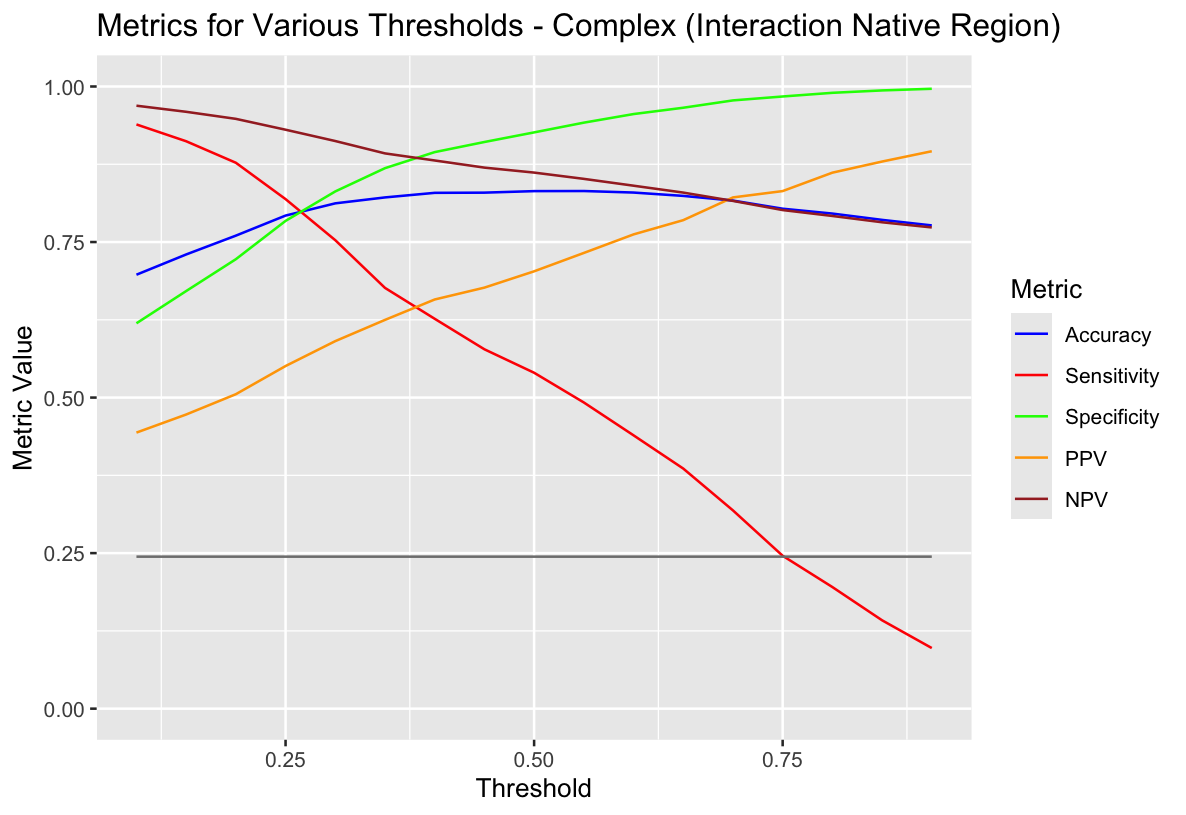 Metrics for Various Thresholds - Complex (Interaction Native Region)
1.00
0.75
0.50
0.25
0.00
Metric Value
0.25
0.50
0.75
Threshold
Metric
Accuracy
Sensitivity
Specificity
PPV
NPV